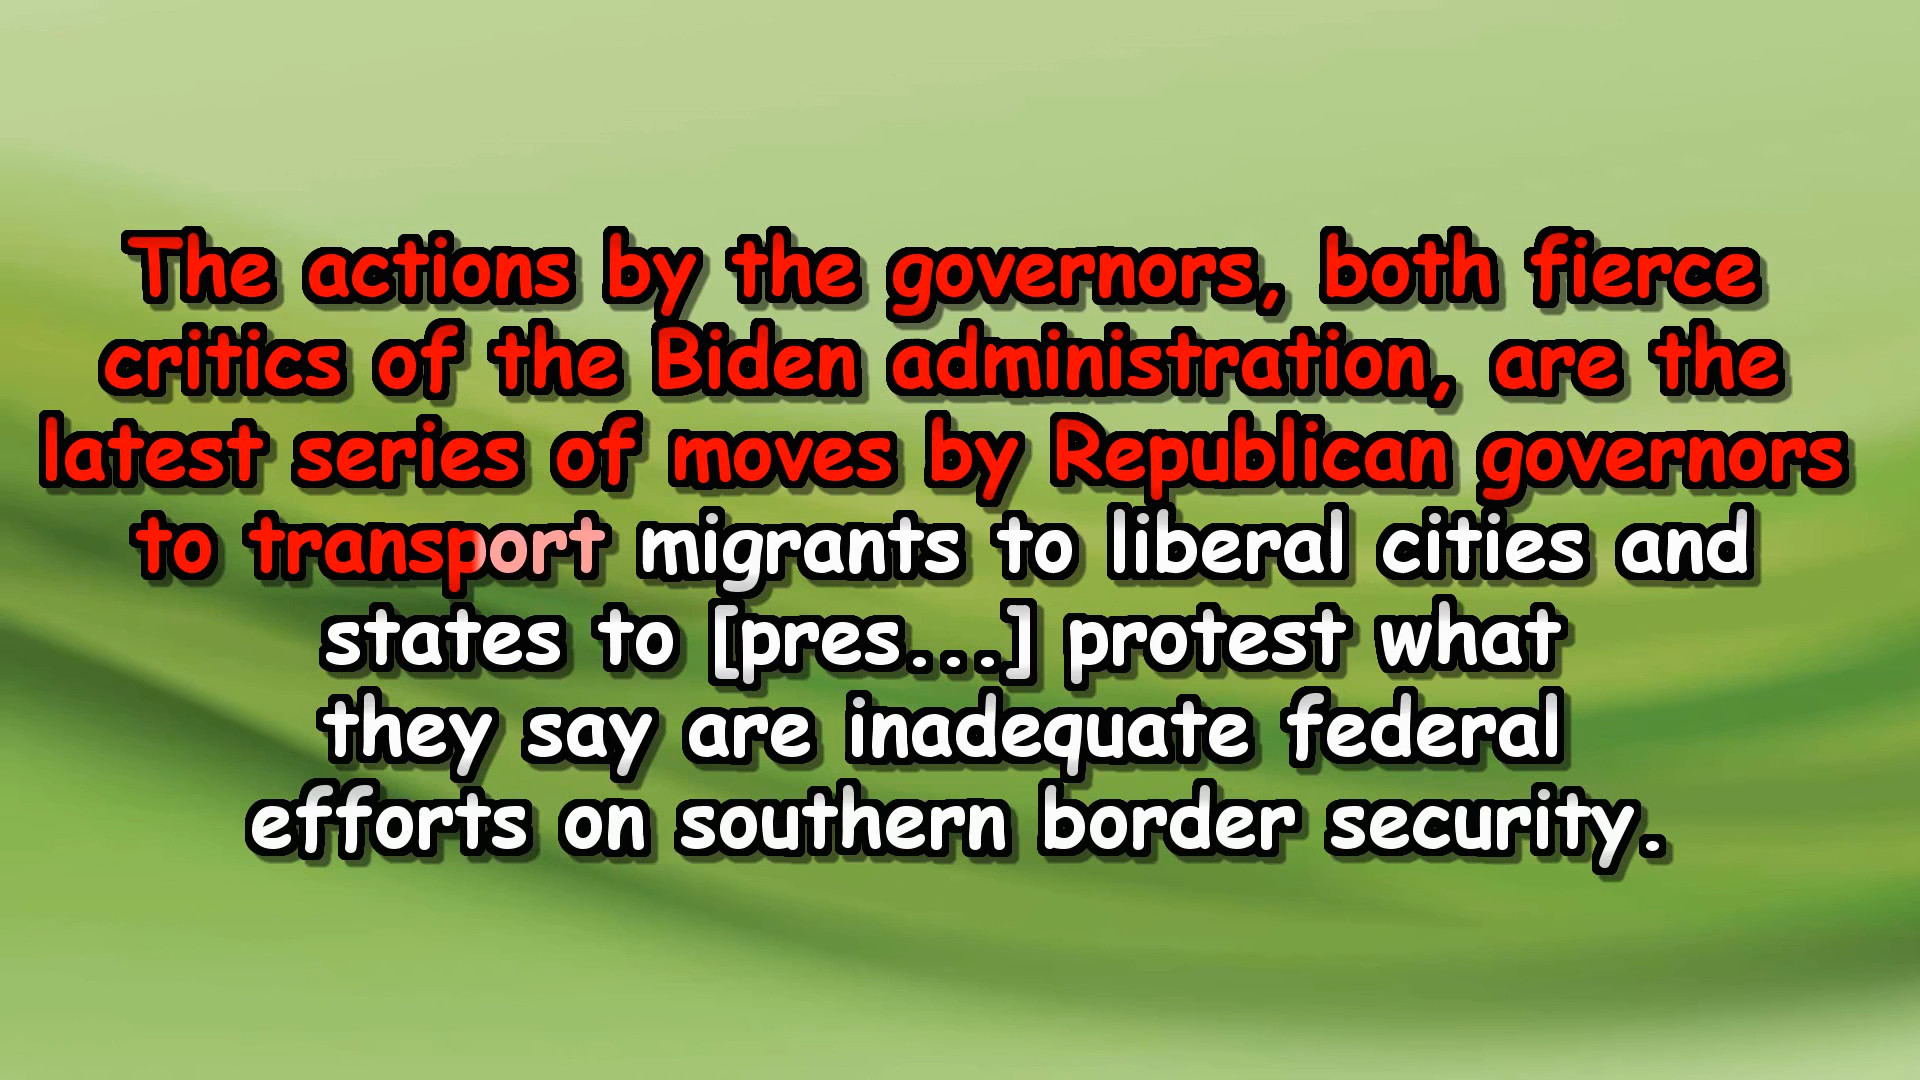 The actions by the governors, both fierce
critics of the Biden administration, are the
latest series of moves by Republican governors
to transport migrants to liberal cities and
states to [pres...] protest what
they say are inadequate federal
efforts on southern border security.